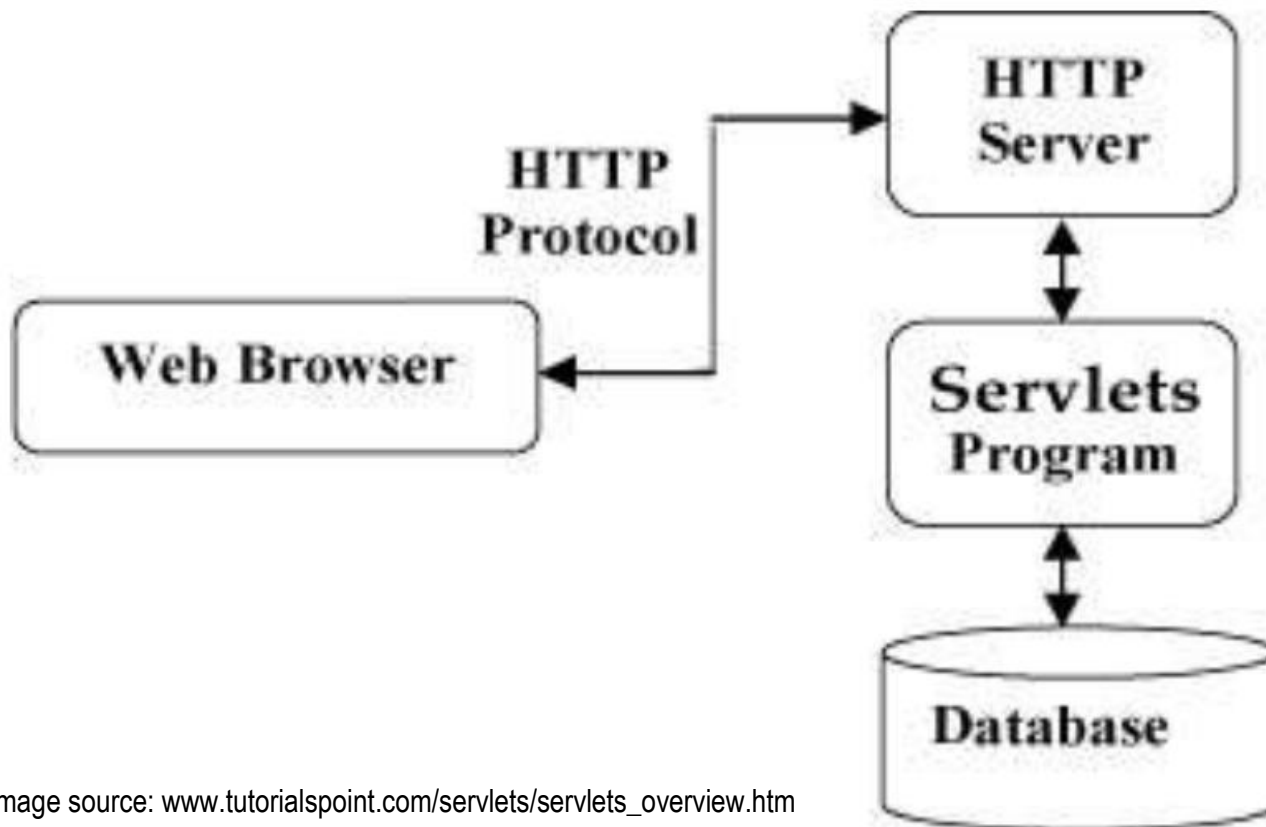 HTTP
Server
HTTP
Protocol
Web Browser
Servlets
Program
Database
mage source: www.tutorialspoint.com/servlets/servlets_overview.htm